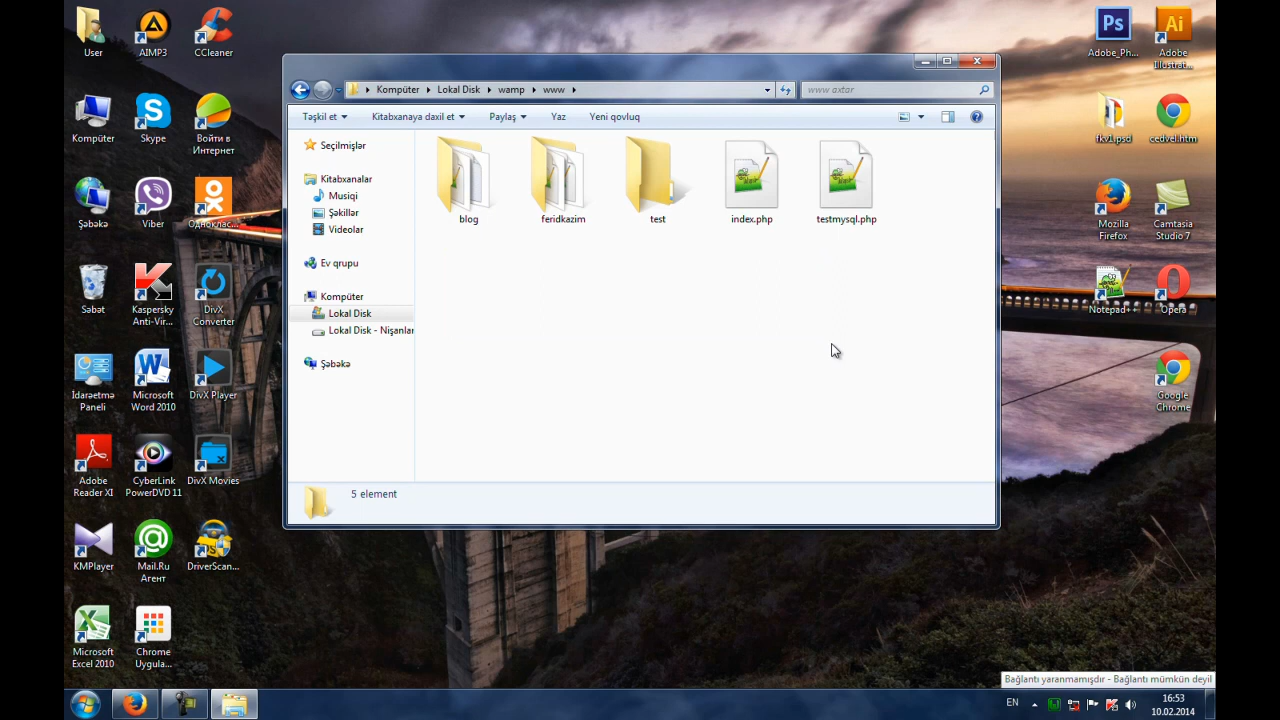 User
AIMP3
CCleaner
Kompüter
Skype
Войти в
Интернет
Şəbəkə
Viber
Одноклас...
Səbət
Kaspersky
Anti-Vir...
DivX
Converter
İdarəetmə
Paneli
Microsoft
Word 2010
DivX Player
Adobe
Reader XI
CyberLink
PowerDVD 11
DivX Movies
KMPlayer
Mail.Ru
Агент
DriverScan...
Microsoft
Excel 2010
Chrome
Uygula...
Kompüter
Lokal Disk
wamp
www
www axtar
Təşkil et
Kitabxanaya daxil et
Paylaş
Yaz
Yeni qovluq
Seçilmişlər
Kitabxanalar
Musiqi
Şəkillər
Videolar
Ev qrupu
Kompüter
Lokal Disk
Lokal Disk - Nişanlar
Şəbəkə
blog
feridkazim
test
index.php
testmysql.php
5 element
Ps
Adobe_Ph...
Ai
Adobe
Illustrat...
fkv1.psd
cedvel.htm
Mozilla
Firefox
Camtasia
Studio 7
Notepad++
Opera
Google
Chrome
Bağlantı yaranmamışdır - Bağlantı mümkün deyil
EN
16:53
10.02.2014